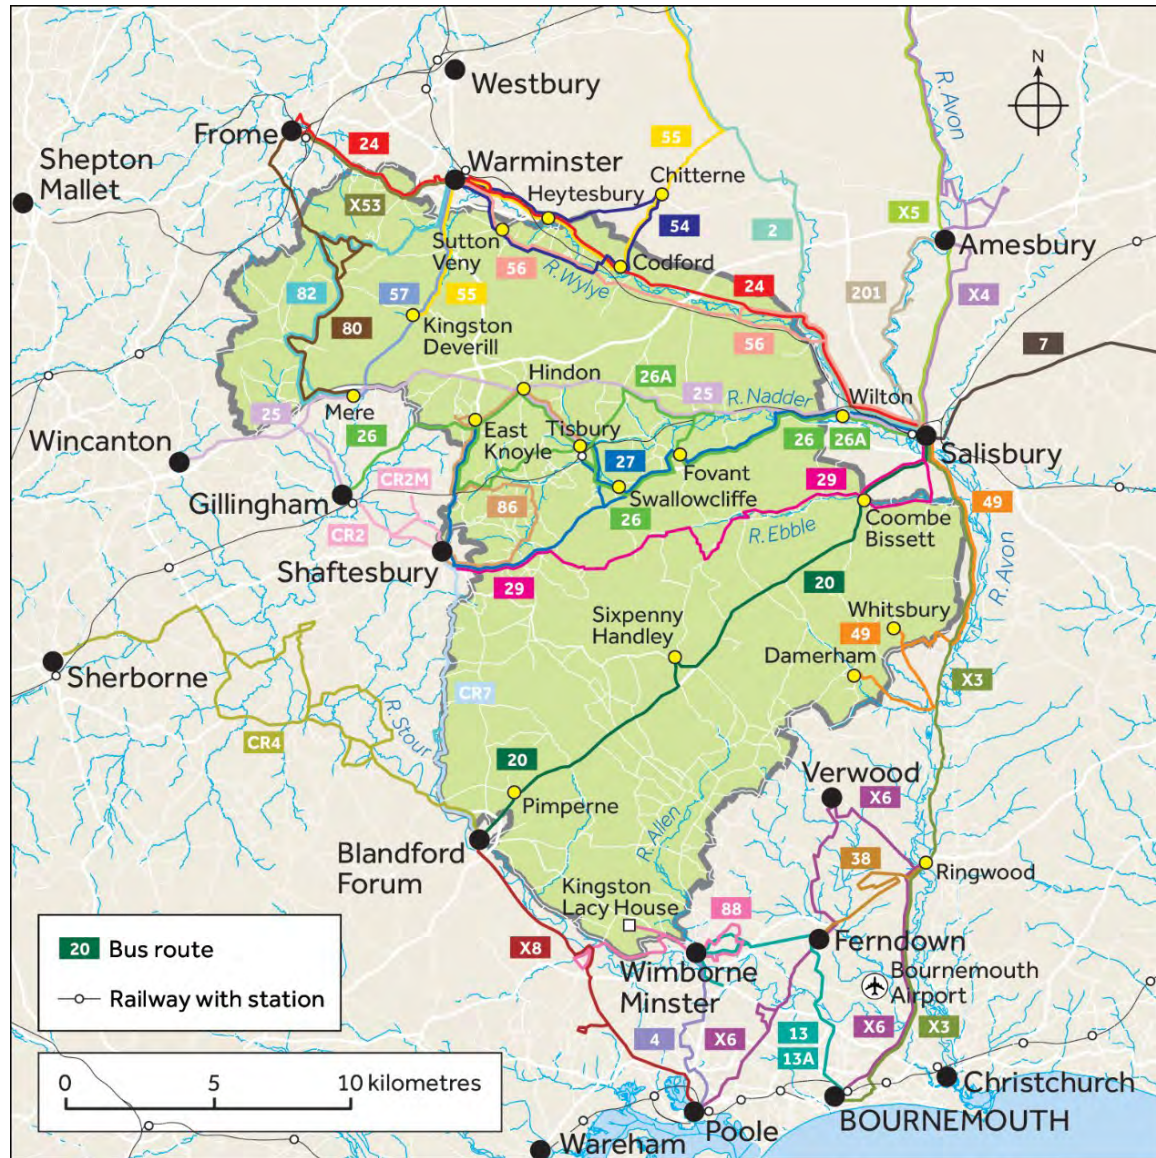 Westbury
N
R. Avon
Frome
24
55
Shepton
Mallet
Warminster
Heytesbury
Chitterne
X53
54
2
X5
Amesbury
Sutton
Veny
56
R. Wylye
Codford
24
201
X4
82
57
55
80
Kingston
Deverill
56
7
Hindon
26A
25
R. Nadder
Wilton
25
Mere
26
East
Knoyle
Tisbury
27
Fovant
26
26A
Salisbury
Wincanton
Gillingham
CR2M
86
Swallowcliffe
26
29
49
CR2
R. Ebble
Coombe
Bissett
Shaftesbury
29
20
R. Avon
Sixpenny
Handley
Whitsbury
49
Damerham
Sherborne
CR7
X3
R. Stour
CR4
20
Pimperne
Verwood
X6
R. Allen
Blandford
Forum
38
Ringwood
Kingston
Lacy House
88
X8
Wimborne
Minster
Ferndown
Bournemouth
Airport
4
X6
13
13A
X6
X3
Christchurch
BOURNEMOUTH
Poole
Wareham
20 Bus route
Railway with station
0 5 10 kilometres